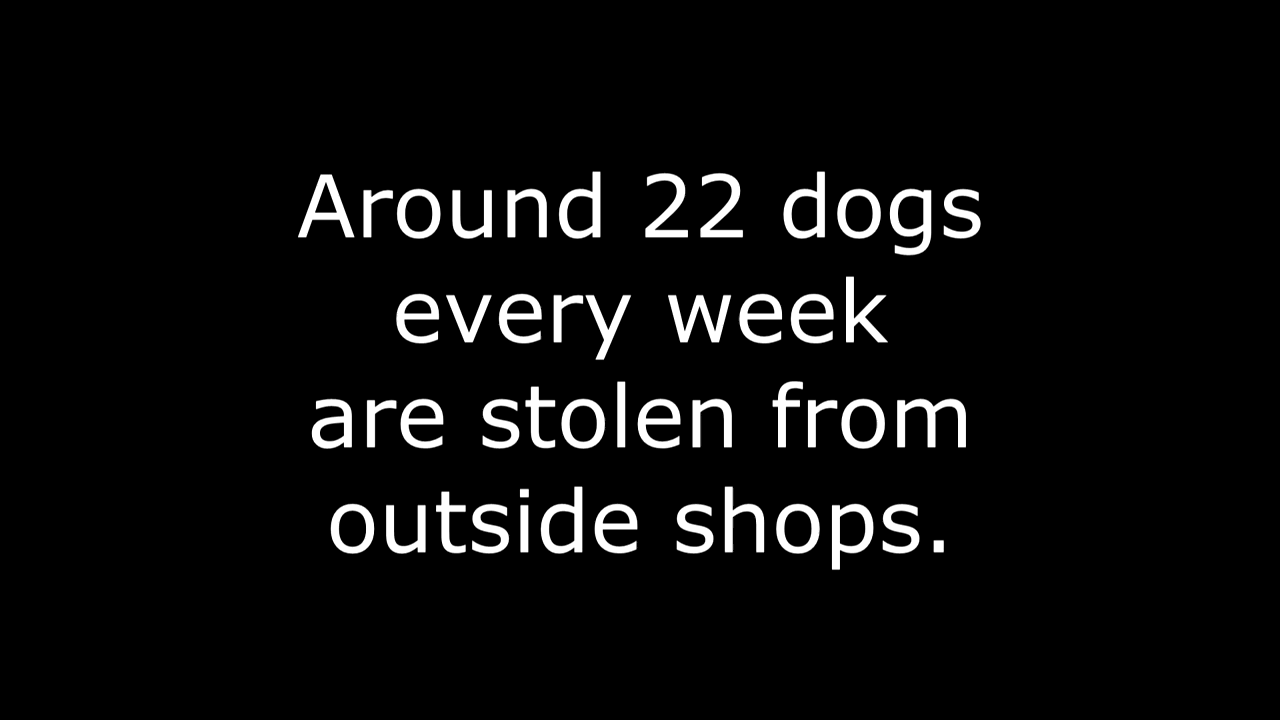 Around 22 dogs
every week
are stolen from
outside shops.